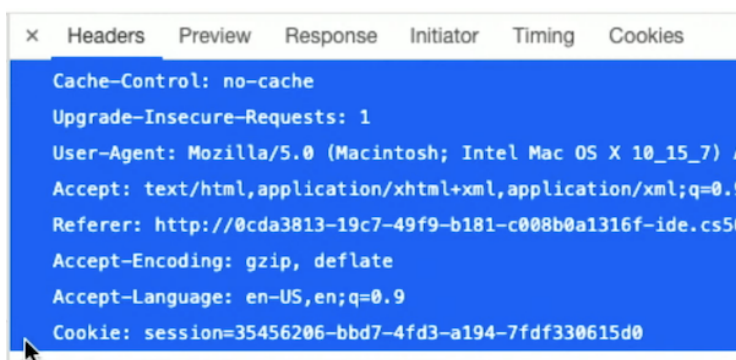 × Headers Preview Response Initiator Timing Cookies
Cache-Control: no-cache
Upgrade-Insecure-Requests: 1
User-Agent: Mozilla/5.0 (Macintosh; Intel Mac OS X 10_15_7)
Accept: text/html,application/xhtml+xml,application/xml;q=0.9
Referer: http://0cda3813-19c7-49f9-b181-c008b0a1316f-ide.cs50
Accept-Encoding: gzip, deflate
Accept-Language: en-US,en;q=0.9
Cookie: session=35456206-bbd7-4fd3-a194-7fdf330615d0